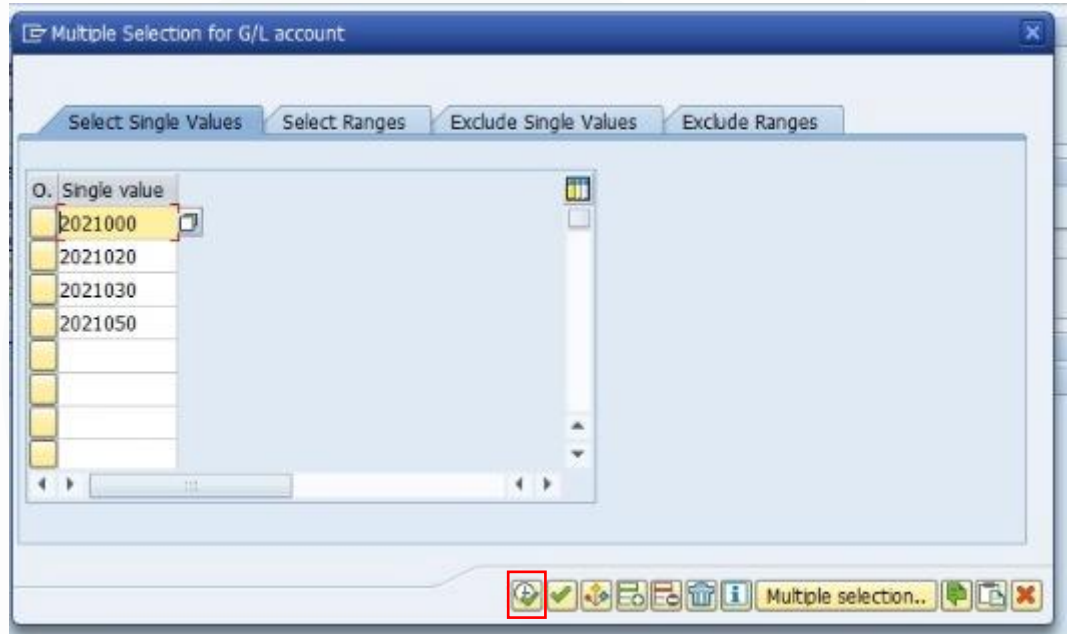 Multiple Selection for G/L account
Select Single Values Select Ranges Exclude Single Values Exclude Ranges
O. Single value
2021000
2021020
2021030
2021050
Multiple selection..